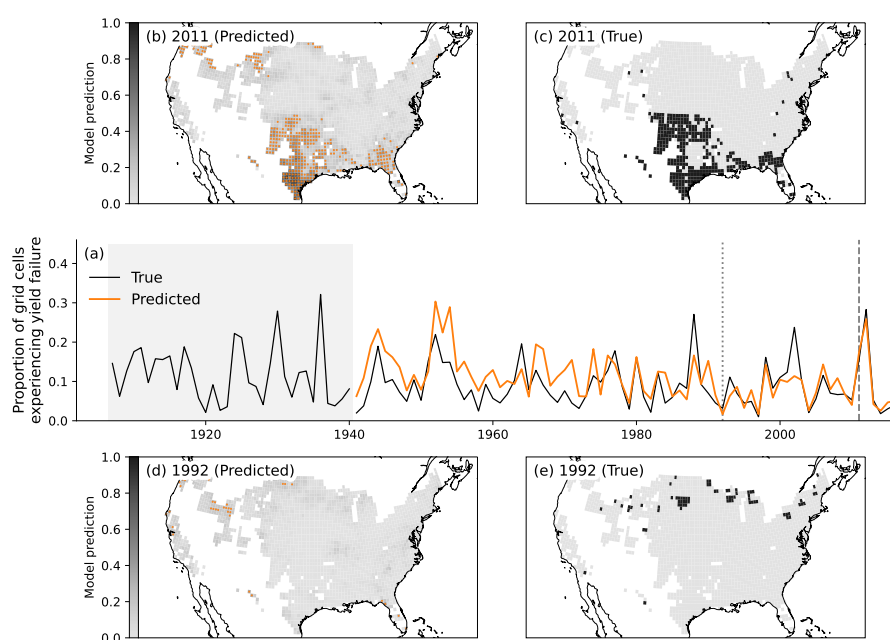 (b) 2011 (Predicted)
(c) 2011 (True)
Model prediction
1.0
0.8
0.6
0.4
0.2
0.0
(a)
True
Predicted
Proportion of grid cells
experiencing yield failure
0.4
0.3
0.2
0.1
0.0
1920
1940
1960
1980
2000
(d) 1992 (Predicted)
(e) 1992 (True)
Model prediction
1.0
0.8
0.6
0.4
0.2
0.0